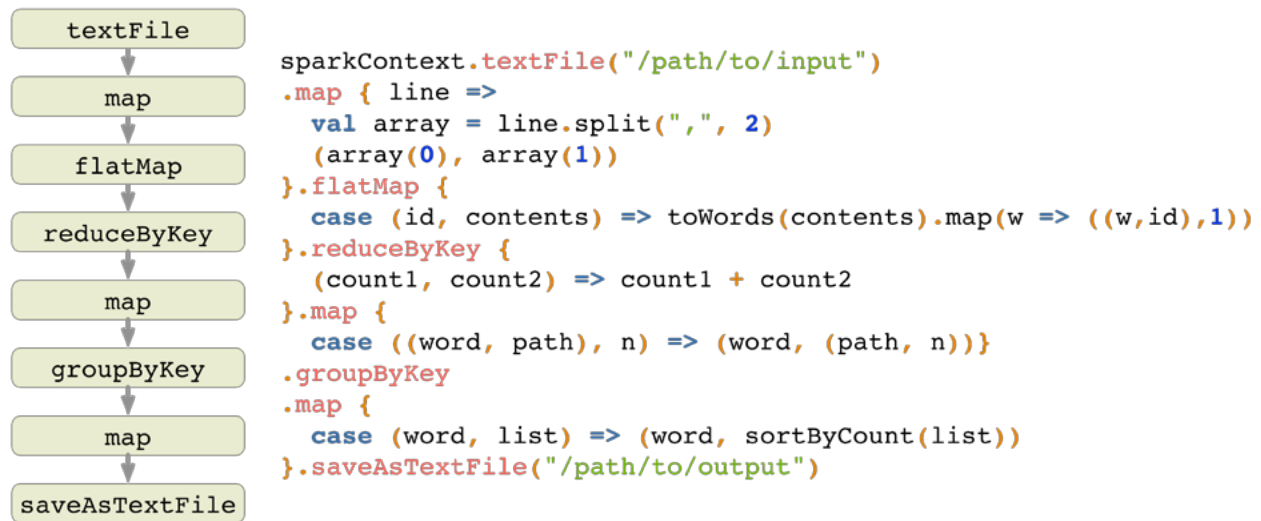 textFile
map
flatMap
reduceByKey
map
groupByKey
map
saveAsTextFile
sparkContext.textFile("/path/to/input")
.map { line =>
  val array = line.split(",", 2)
  (array(0), array(1))
}.flatMap {
  case (id, contents) => toWords(contents).map(w => ((w,id),1))
}.reduceByKey {
  (count1, count2) => count1 + count2
}.map {
  case ((word, path), n) => (word, (path, n))}
.groupByKey
.map {
  case (word, list) => (word, sortByCount(list))
}.saveAsTextFile("/path/to/output")